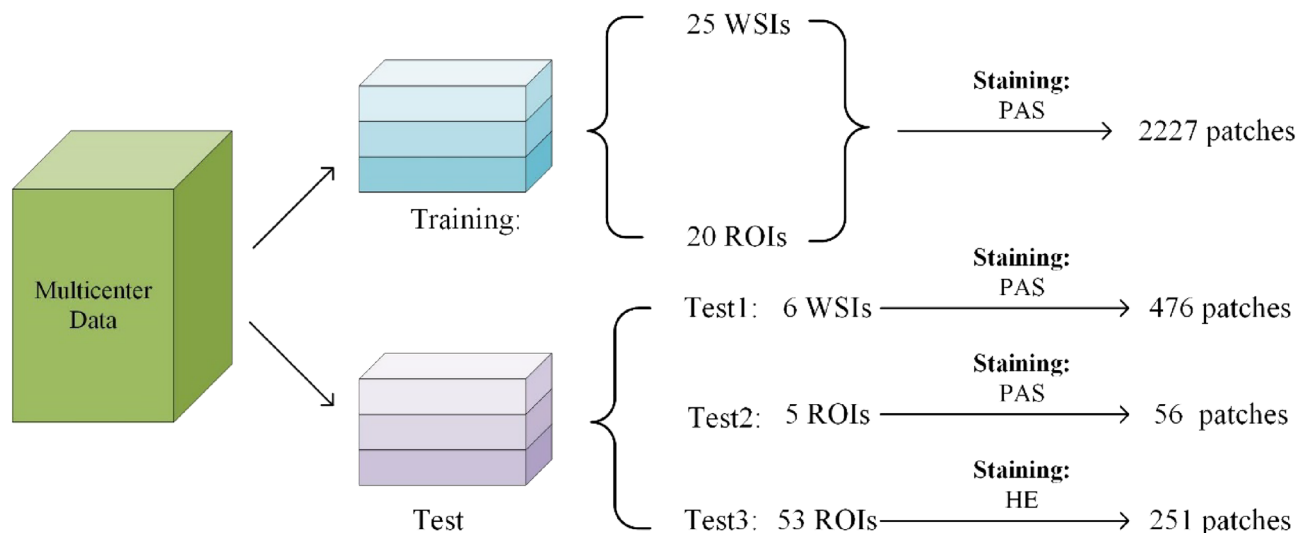 Multicenter
Data
Training:
25 WSIs
20 ROIs
Staining:
PAS
2227 patches
Test
Test1: 6 WSIs
Staining:
PAS
476 patches
Test2: 5 ROIs
Staining:
PAS
56 patches
Test3: 53 ROIs
Staining:
HE
251 patches